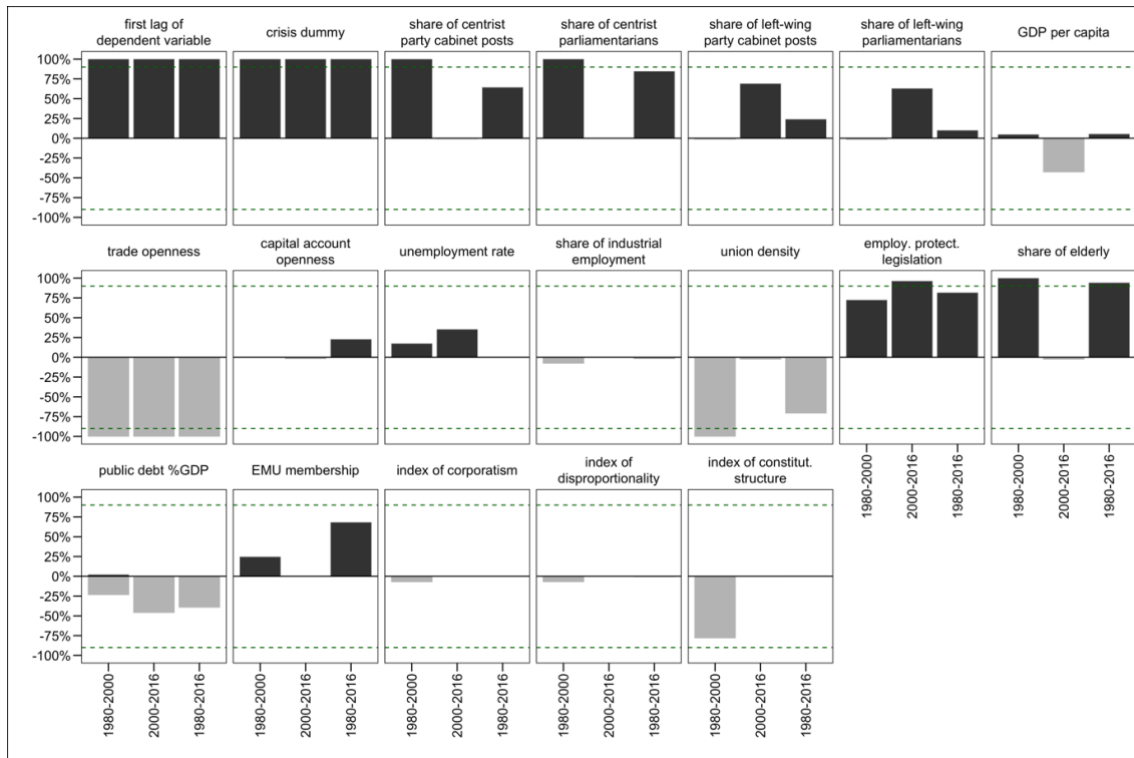 first lag of
dependent variable
crisis dummy
share of centrist
party cabinet posts
share of centrist
parliamentarians
share of left-wing
party cabinet posts
share of left-wing
parliamentarians
GDP per capita
100%
75%
50%
25%
0%
-25%
-50%
-75%
-100%
trade openness
capital account
openness
unemployment rate
share of industrial
employment
union density
employ. protect.
legislation
share of elderly
100%
75%
50%
25%
0%
-25%
-50%
-75%
-100%
1980-2000
2000-2016
1980-2016
1980-2000
2000-2016
1980-2016
public debt %GDP
EMU membership
index of corporatism
index of
disproportionality
index of constitut.
structure
100%
75%
50%
25%
0%
-25%
-50%
-75%
-100%
1980-2000
2000-2016
1980-2016
1980-2000
2000-2016
1980-2016
1980-2000
2000-2016
1980-2016
1980-2000
2000-2016
1980-2016
1980-2000
2000-2016
1980-2016